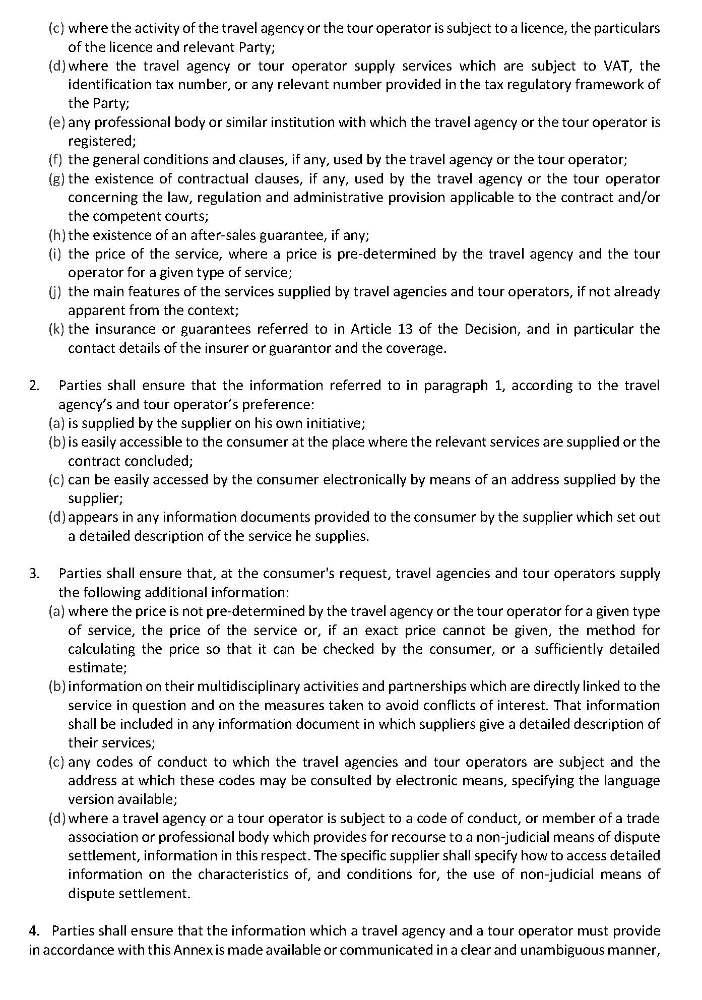 (c) where the activity of the travel agency or the tour operator is subject to a licence, the particulars
of the licence and relevant Party;
(d) where the travel agency or tour operator supply services which are subject to VAT, the
identification tax number, or any relevant number provided in the tax regulatory framework of
the Party;
(e) any professional body or similar institution with which the travel agency or the tour operator is
registered;
(f) the general conditions and clauses, if any, used by the travel agency or the tour operator;
(g) the existence of contractual clauses, if any, used by the travel agency or the tour operator
concerning the law, regulation and administrative provision applicable to the contract and/or
the competent courts;
(h) the existence of an after-sales guarantee, if any;
(i) the price of the service, where a price is pre-determined by the travel agency and the tour
operator for a given type of service;
(j) the main features of the services supplied by travel agencies and tour operators, if not already
apparent from the context;
(k) the insurance or guarantees referred to in Article 13 of the Decision, and in particular the
contact details of the insurer or guarantor and the coverage.
2. Parties shall ensure that the information referred to in paragraph 1, according to the travel
agency’s and tour operator’s preference:
(a) is supplied by the supplier on his own initiative;
(b) is easily accessible to the consumer at the place where the relevant services are supplied or the
contract concluded;
(c) can be easily accessed by the consumer electronically by means of an address supplied by the
supplier;
(d) appears in any information documents provided to the consumer by the supplier which set out
a detailed description of the service he supplies.
3. Parties shall ensure that, at the consumer's request, travel agencies and tour operators supply
the following additional information:
(a) where the price is not pre-determined by the travel agency or the tour operator for a given type
of service, the price of the service or, if an exact price cannot be given, the method for
calculating the price so that it can be checked by the consumer, or a sufficiently detailed
estimate;
(b) information on their multidisciplinary activities and partnerships which are directly linked to the
service in question and on the measures taken to avoid conflicts of interest. That information
shall be included in any information document in which suppliers give a detailed description of
their services;
(c) any codes of conduct to which the travel agencies and tour operators are subject and the
address at which these codes may be consulted by electronic means, specifying the language
version available;
(d) where a travel agency or a tour operator is subject to a code of conduct, or member of a trade
association or professional body which provides for recourse to a non-judicial means of dispute
settlement, information in this respect. The specific supplier shall specify how to access detailed
information on the characteristics of, and conditions for, the use of non-judicial means of
dispute settlement.
4. Parties shall ensure that the information which a travel agency and a tour operator must provide
in accordance with this Annex is made available or communicated in a clear and unambiguous manner,